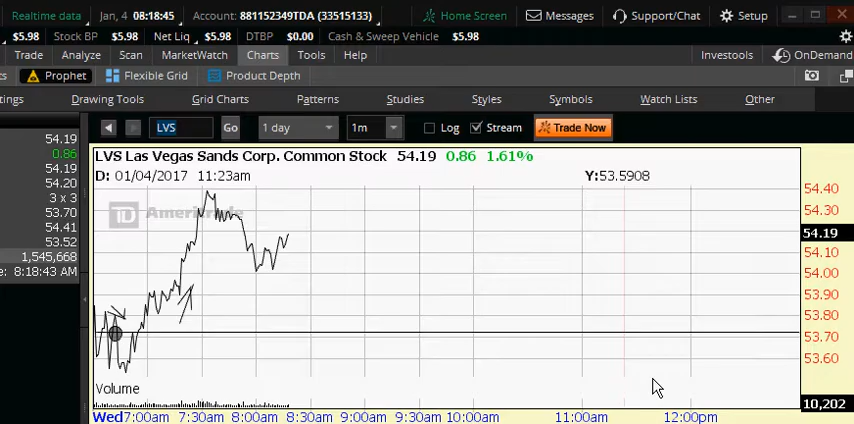 Realtime data Jan, 4 08:18:45 Account: 881152349TDA (33515133) Home Screen Messages Support/Chat Setup
$5.98 Stock BP $5.98 Net Liq $5.98 DTBP $0.00 Cash & Sweep Vehicle $5.98
Trade Analyze Scan MarketWatch Charts Tools Help Investools OnDemand
ts Prophet Flexible Grid Product Depth
tings Drawing Tools Grid Charts Patterns Studies Styles Symbols Watch Lists Other
LVS Go 1 day 1m Log Stream Trade Now
54.19
0.86
54.19
54.20
3 x 3
53.70
54.41
53.52
1,545,668
e: 8:18:43 AM
LVS Las Vegas Sands Corp. Common Stock 54.19 0.86 1.61%
D: 01/04/2017 11:23am Y:53.5908
TD Ameritrade
54.40
54.30
54.19
54.10
54.00
53.90
53.80
53.70
53.60
Volume
10,202
Wed 7:00am 7:30am 8:00am 8:30am 9:00am 9:30am 10:00am 11:00am 12:00pm